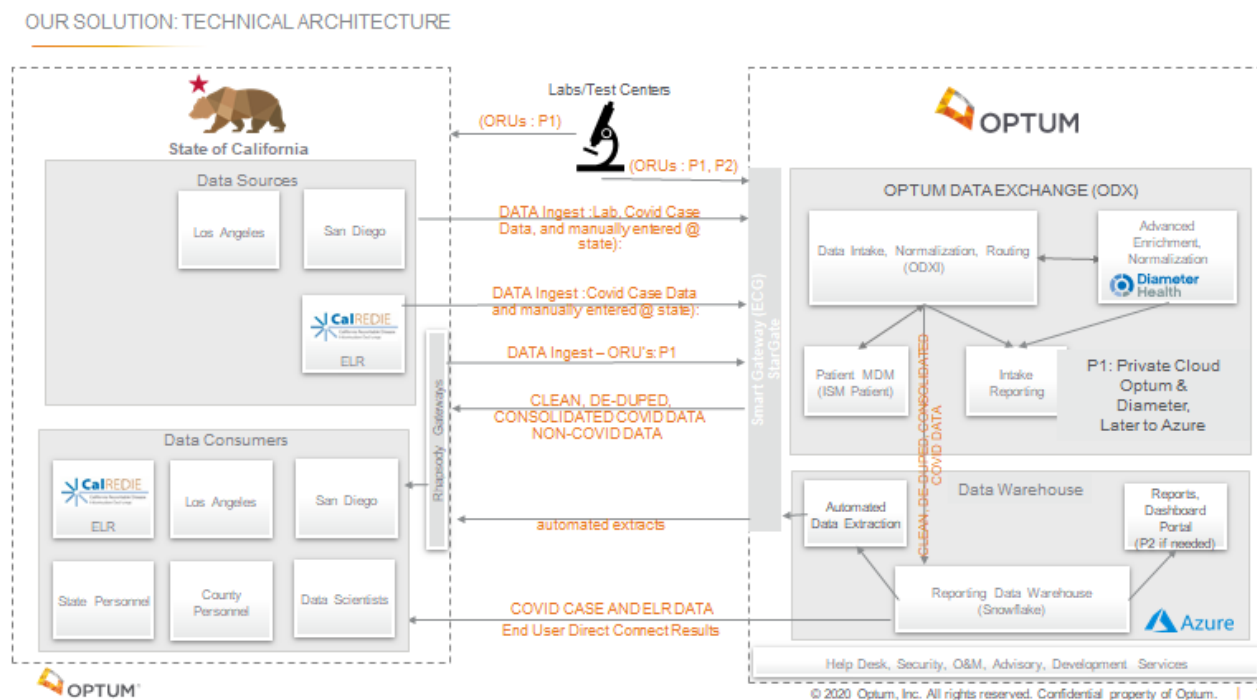 OUR SOLUTION: TECHNICAL ARCHITECTURE
State of California
Data Sources
Los Angeles
San Diego
CalREDIE
ELR
Data Consumers
CalREDIE
ELR
Los Angeles
San Diego
State Personnel
County
Personnel
Data Scientists
Rhapsody Gateways
Labs/Test Centers
(ORUs : P1)
(ORUs : P1, P2)
DATA Ingest :Lab, Covid Case
Data, and manually entered @
state):
DATA Ingest :Covid Case Data
and manually entered @ state):
DATA Ingest – ORU's: P1
CLEAN, DE-DUPED,
CONSOLIDATED COVID DATA
NON-COVID DATA
automated extracts
COVID CASE AND ELR DATA
End User Direct Connect Results
Smart Gateway (ECG)
StarGate
OPTUM
OPTUM DATA EXCHANGE (ODX)
Data Intake, Normalization, Routing
(ODXI)
Advanced
Enrichment,
Normalization
Diameter
Health
Patient MDM
(ISM Patient)
Intake
Reporting
P1: Private Cloud
Optum &
Diameter,
Later to Azure
CLEAN, DE-DUPED, CONSOLIDATED
COVID DATA
Data Warehouse
Automated
Data Extraction
Reports,
Dashboard
Portal
(P2 if needed)
Reporting Data Warehouse
(Snowflake)
Azure
Help Desk, Security, O&M, Advisory, Development Services
OPTUM
© 2020 Optum, Inc. All rights reserved. Confidential property of Optum.